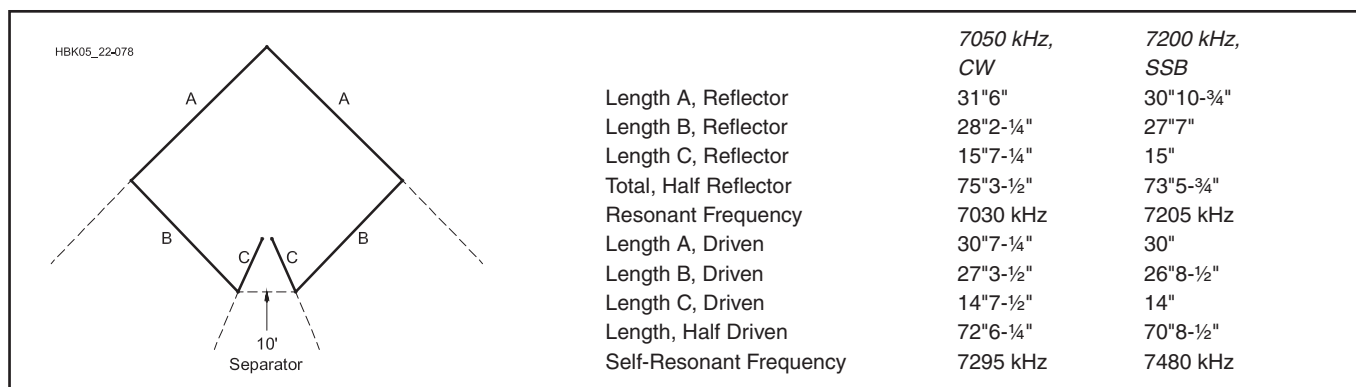 HBK05_22-078
A A
B B
C C
10'
Separator
7050 kHz, 7200 kHz,
CW SSB
Length A, Reflector 31"6" 30"10-¾"
Length B, Reflector 28"2-¼" 27"7"
Length C, Reflector 15"7-¼" 15"
Total, Half Reflector 75"3-½" 73"5-¾"
Resonant Frequency 7030 kHz 7205 kHz
Length A, Driven 30"7-¼" 30"
Length B, Driven 27"3-½" 26"8-½"
Length C, Driven 14"7-½" 14"
Length, Half Driven 72"6-¼" 70"8-½"
Self-Resonant Frequency 7295 kHz 7480 kHz